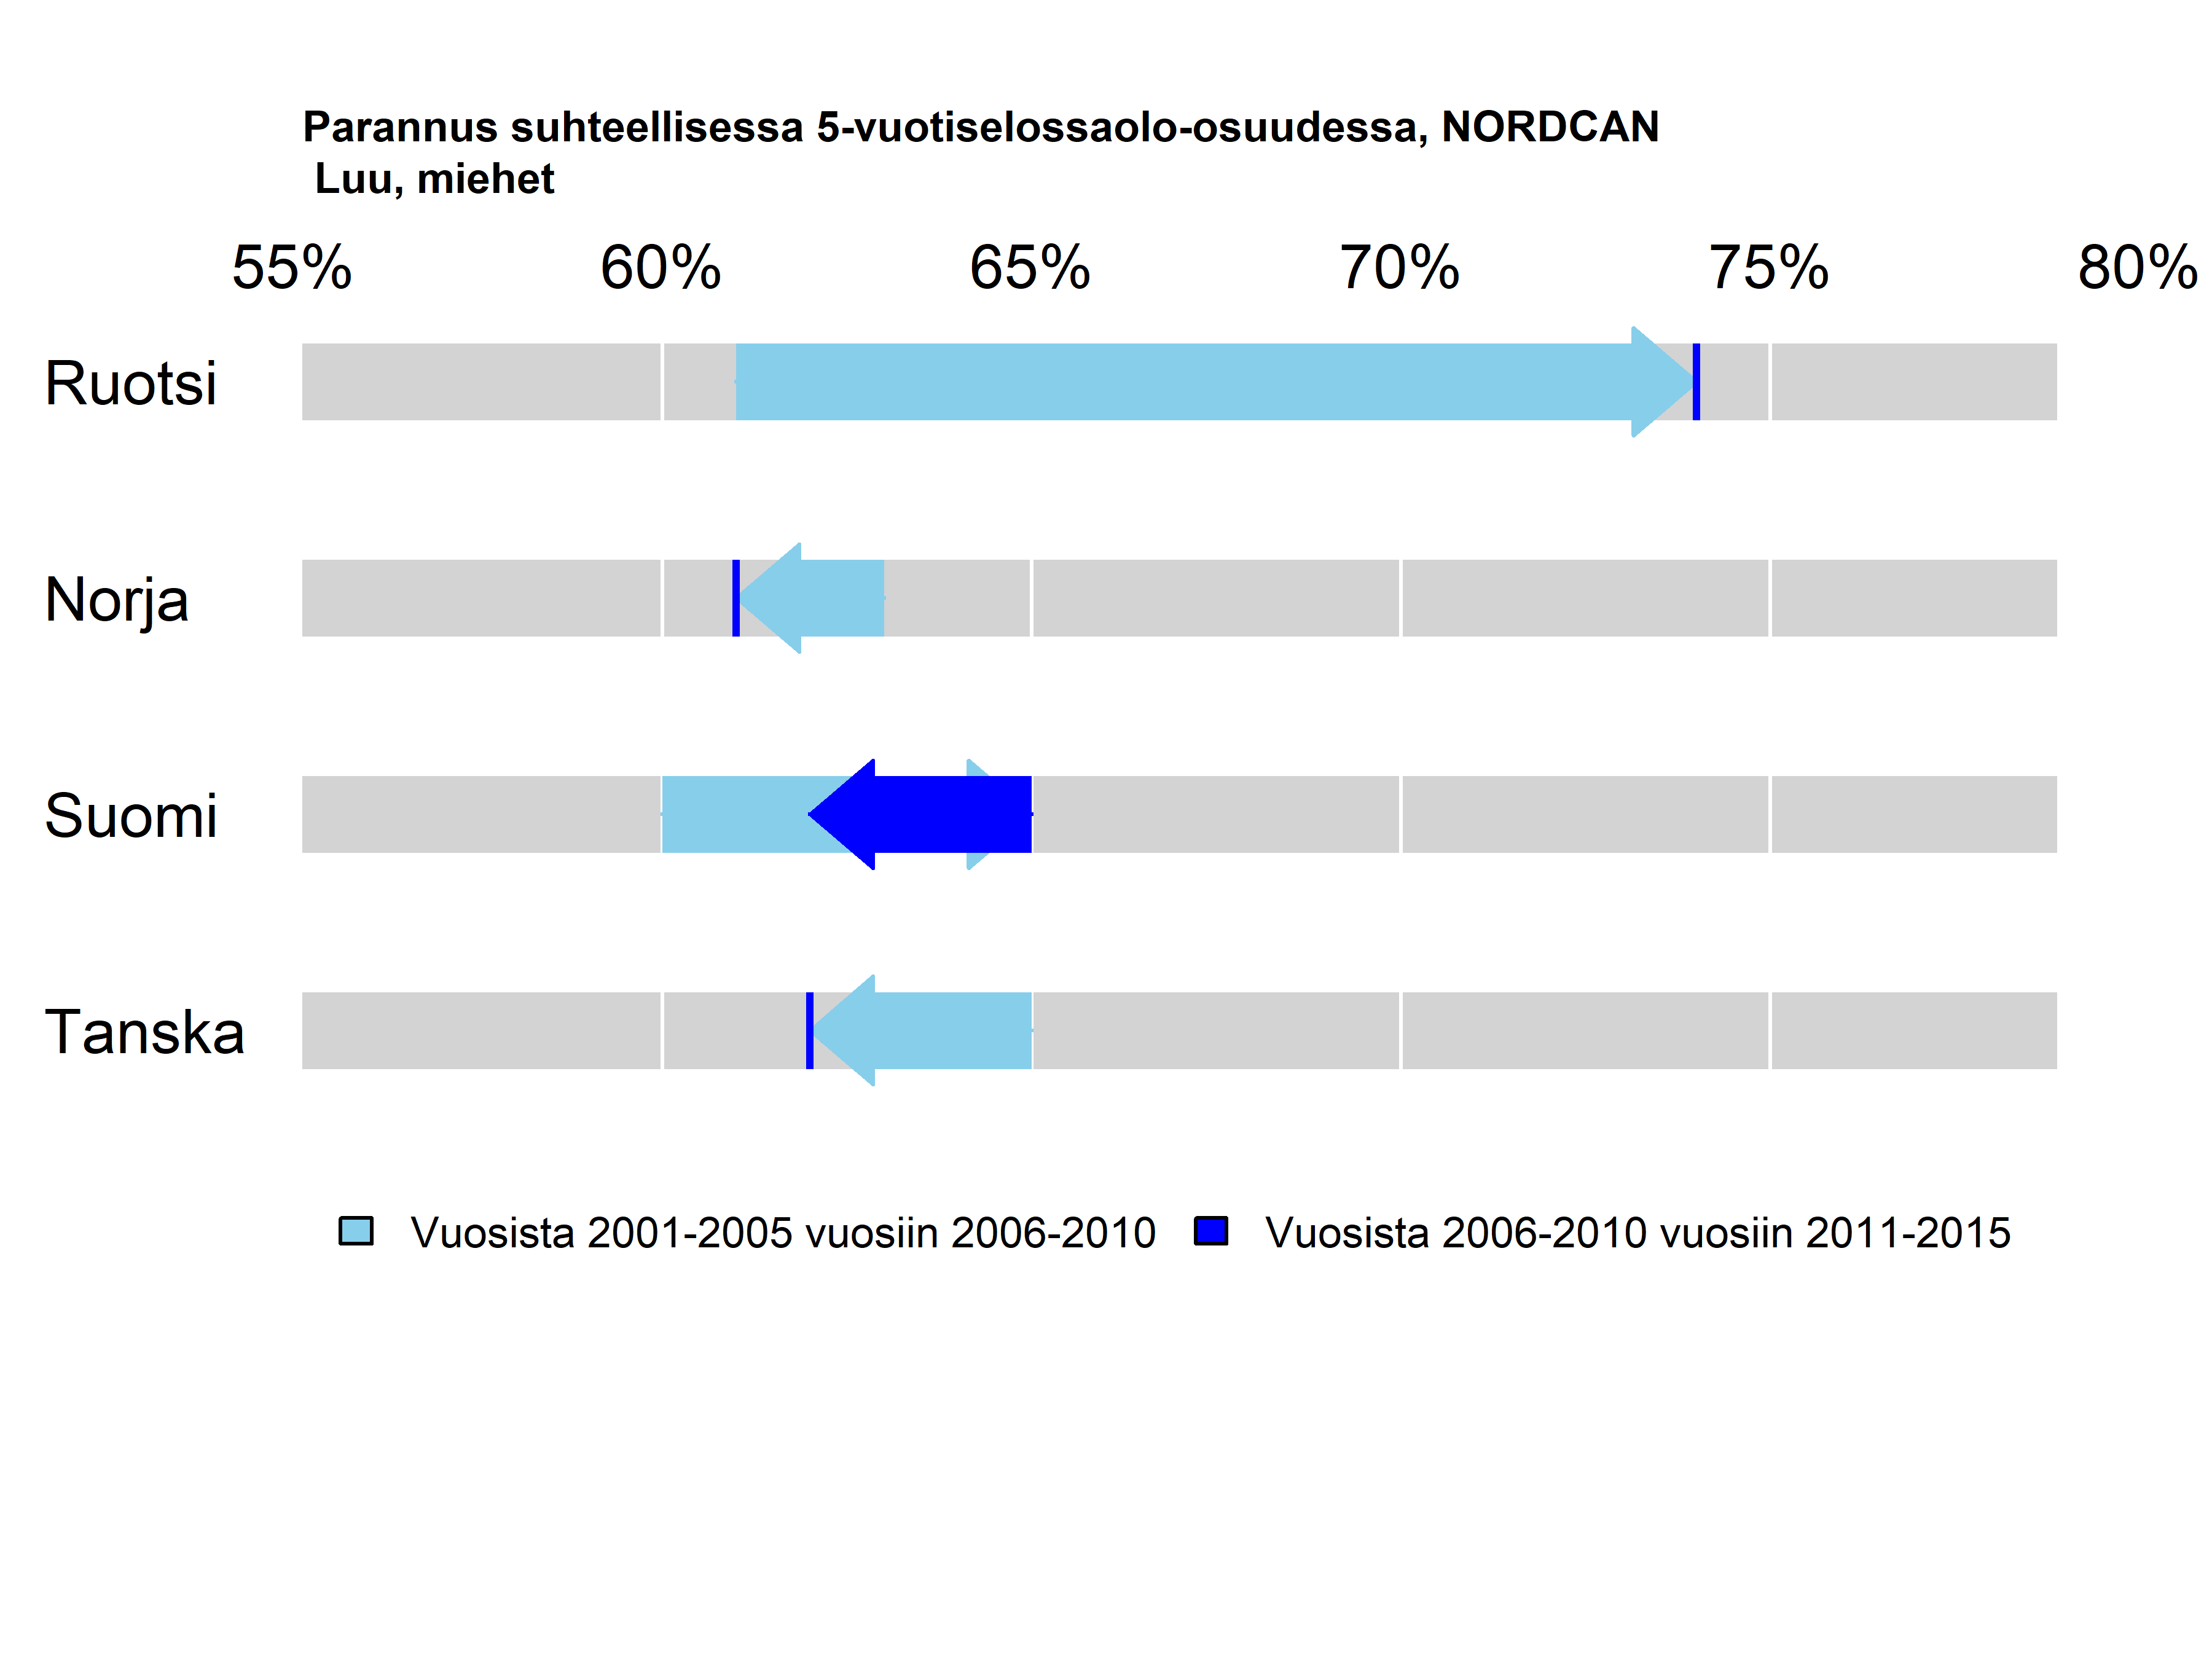 Parannus suhteellisessa 5-vuotiselossaolo-osuudessa, NORDCAN
Luu, miehet
55% 60% 65% 70% 75% 80%
Ruotsi
Norja
Suomi
Tanska
Vuosista 2001-2005 vuosiin 2006-2010 Vuosista 2006-2010 vuosiin 2011-2015